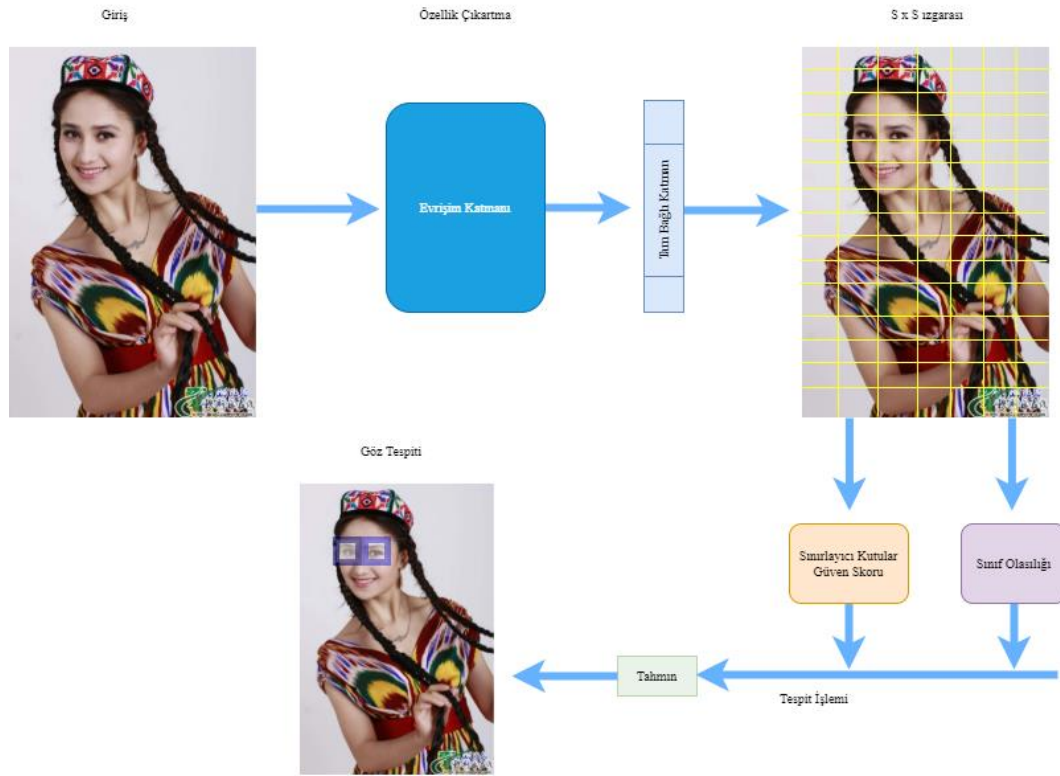 Giriş
Özellik Çıkartma
S x S ızgarası
Evrişim Katmanı
Tam Bağlı Katman
Göz Tespiti
Sınırlayıcı Kutular
Güven Skoru
Sınıf Olasılığı
Tahmın
Tespit İşlemi